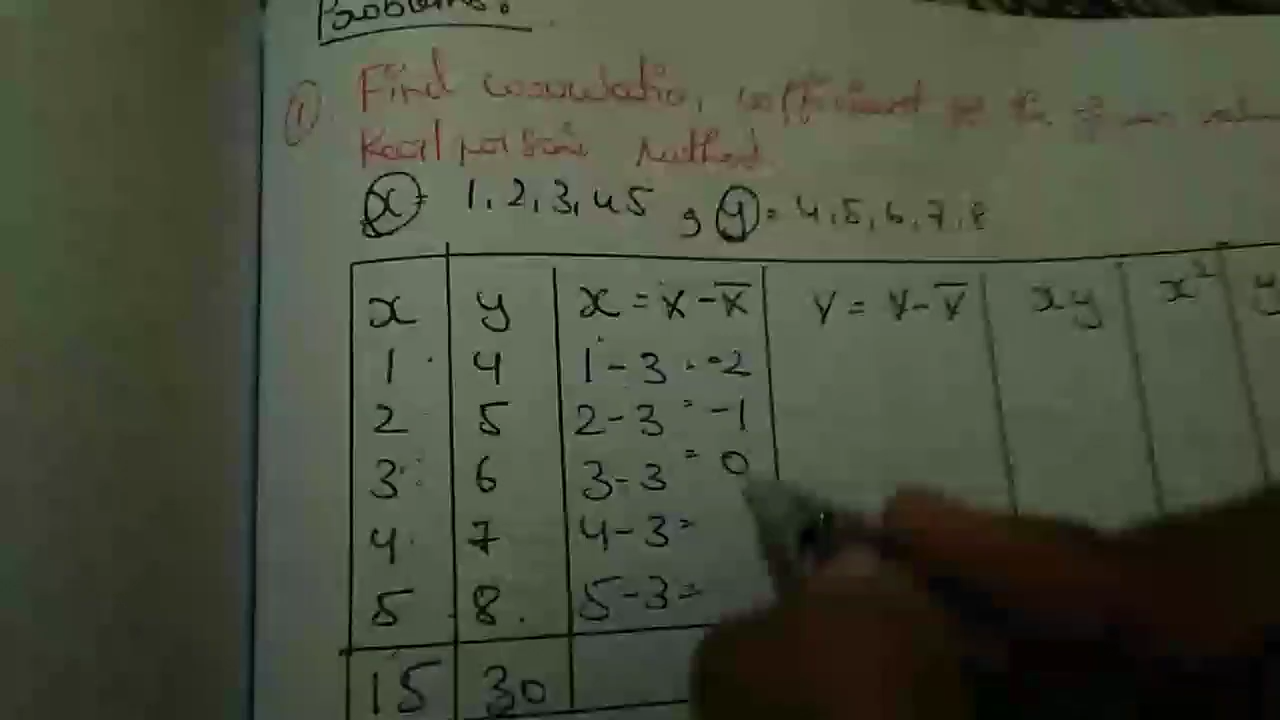 Problems:
① Find correlation coefficient
Karl persons Method.
x = 1, 2, 3, 4 5 , y = 4, 5, 6, 7, 8
x y x = X - X̅ Y = Y - Y̅ xy x² y
1 4 1 - 3 = -2
2 5 2 - 3 = -1
3 6 3 - 3 = 0
4 7 4 - 3 =
5 8 5 - 3 =
15 30